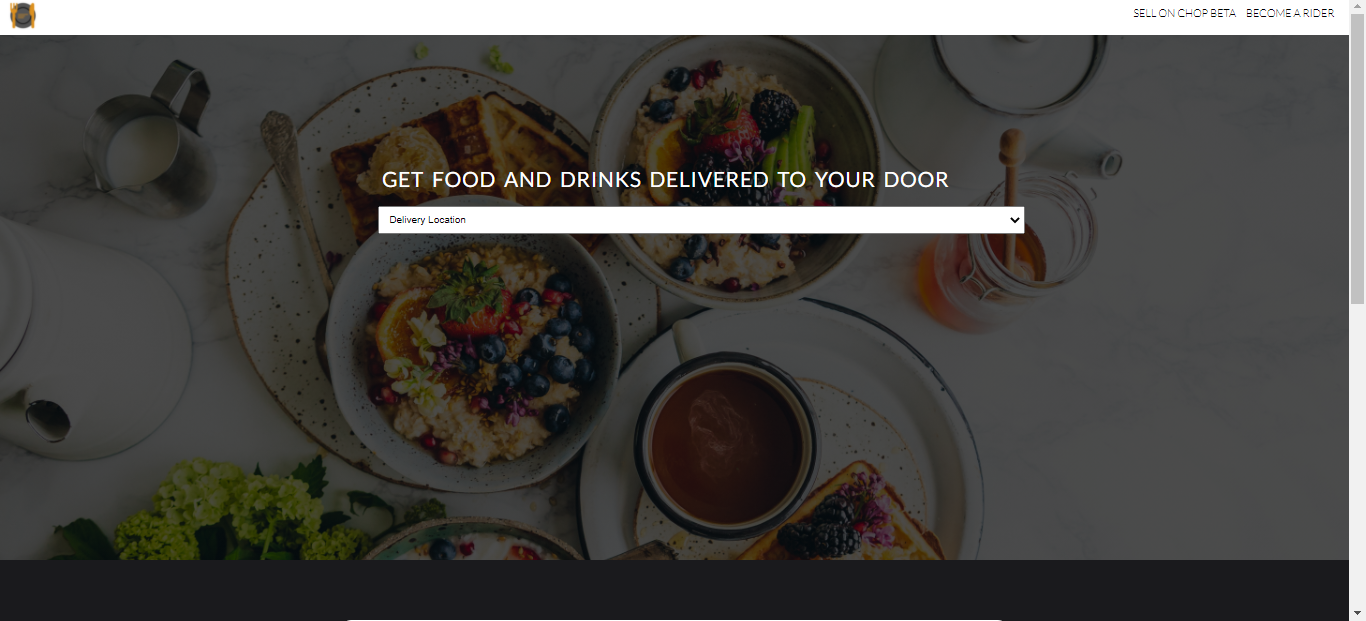 SELL ON CHOP BETA BECOME A RIDER
GET FOOD AND DRINKS DELIVERED TO YOUR DOOR
Delivery Location